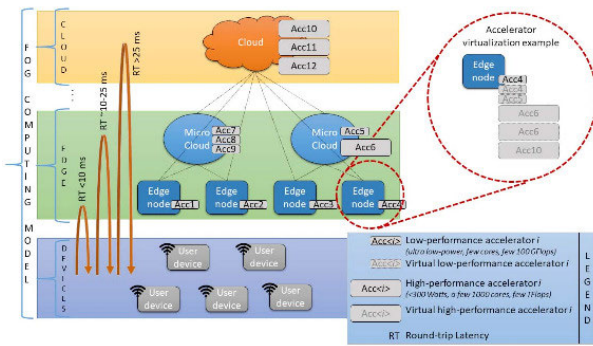 FOG COMPUTING MODEL
CLOUD
EDGE
DEVICES
RT <10 ms
RT ~10-25 ms
RT >25 ms
Cloud
Acc10
Acc11
Acc12
Micro
Cloud
Acc7
Acc8
Acc9
Micro
Cloud
Acc5
Acc6
Edge
node
Acc1
Edge
node
Acc2
Edge
node
Acc3
Edge
node
Acc4
User
device
User
device
User
device
User
device
User
device
Accelerator
virtualization example
Edge
node
Acc4
Acc4
Acc6
Acc6
Acc10
LEGEND
Acc<i> Low-performance accelerator i
(ultra low-power, few cores, few 100 GFlops)
Acc<i> Virtual low-performance accelerator i
Acc<i> High-performance accelerator i
(<300 Watts, a few 1000 cores, few TFlops)
Acc<i> Virtual high-performance accelerator i
RT Round-trip Latency